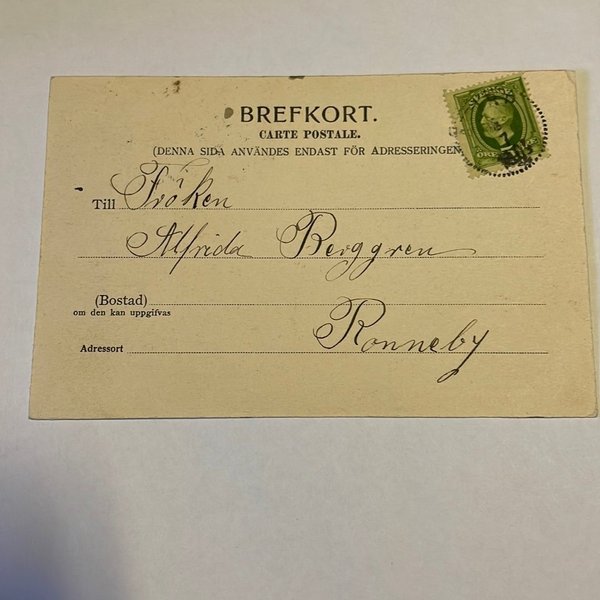 BREFKORT.
CARTE POSTALE.
(DENNA SIDA ANVÄNDES ENDAST FÖR ADRESSERINGEN
SVERIGE
Till Fröken
Alfrida Berggren
(Bostad)
om den kan uppgifvas
Ronneby
Adressort